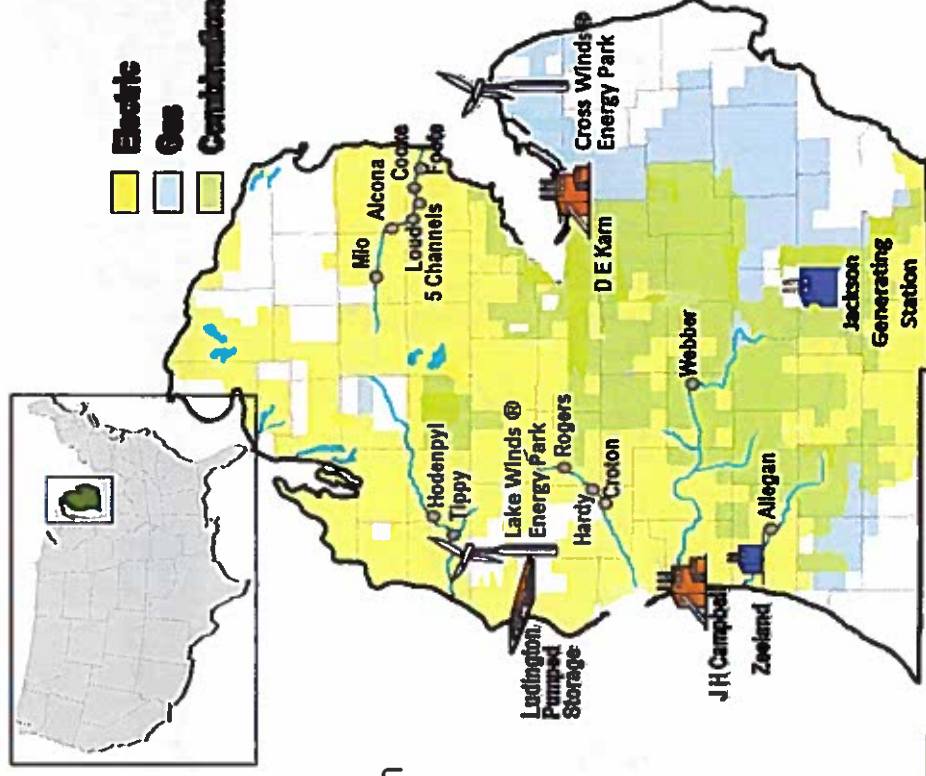 Electric
Gas
Combination
Mio
Alcona
Cooke
Foote
Loud
5 Channels
Cross Winds®
Energy Park
D E Karn
Hodenpyl
Tippy
Lake Winds ®
Energy Park
Rogers
Hardy
Croton
Ludington
Pumped
Storage
Webber
J H Campbell
Zeeland
Allegan
Jackson
Generating
Station